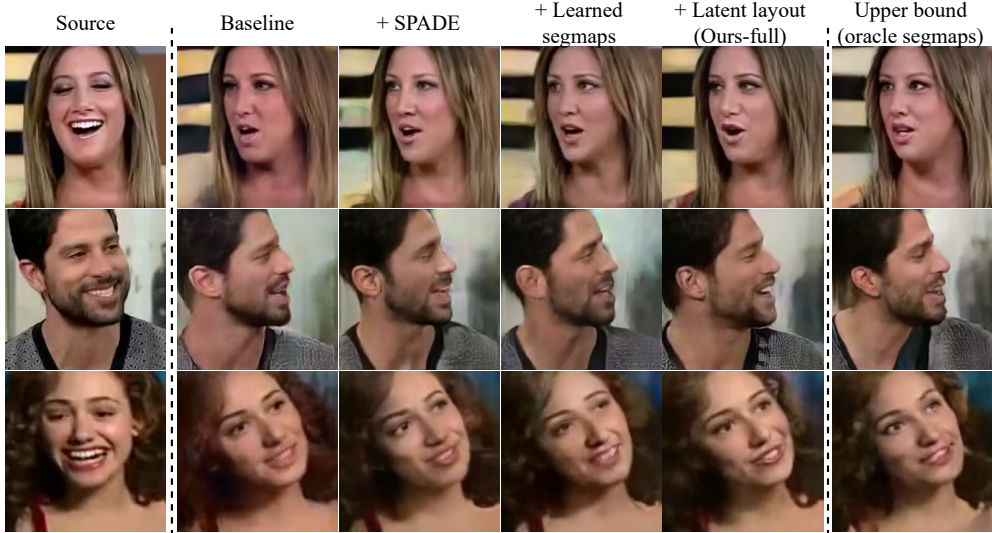 Source
Baseline
+ SPADE
+ Learned
segmaps
+ Latent layout
(Ours-full)
Upper bound
(oracle segmaps)